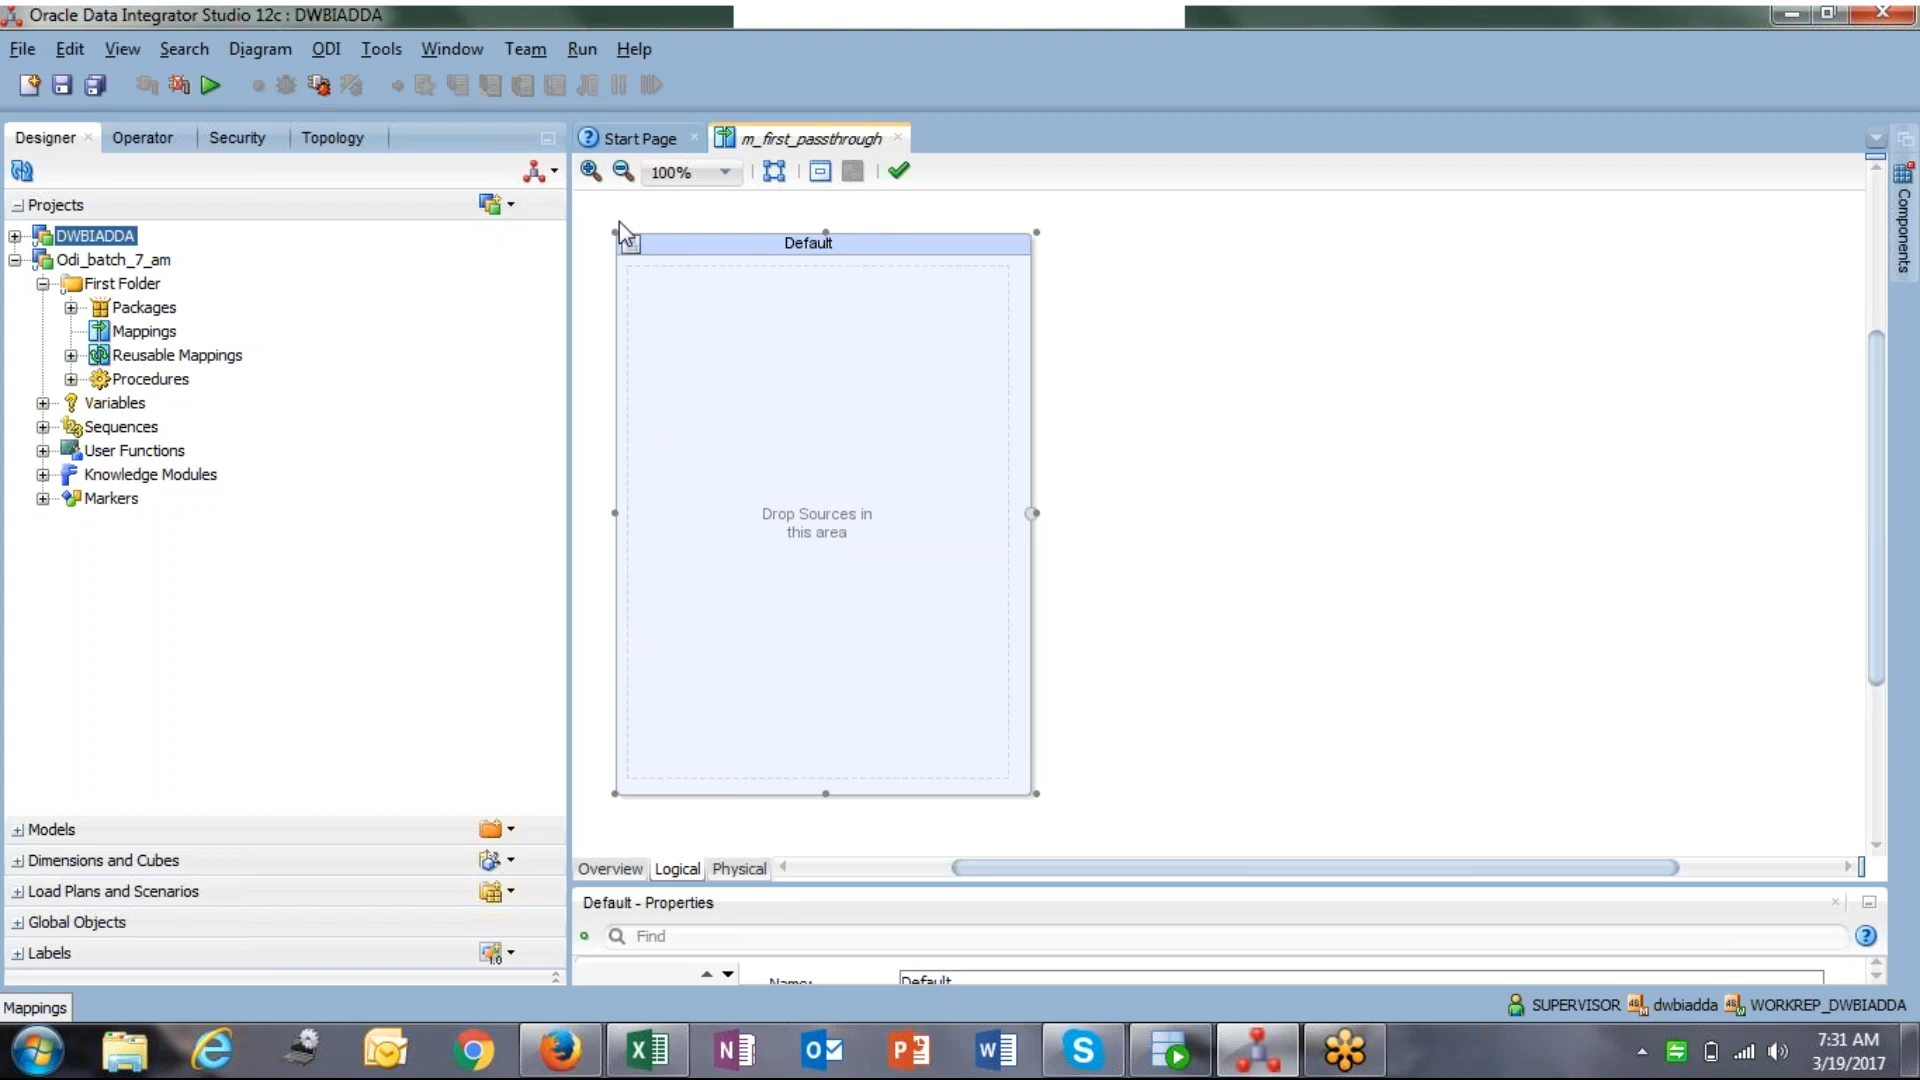 Oracle Data Integrator Studio 12c : DWBIADDA
File Edit View Search Diagram ODI Tools Window Team Run Help
Designer Operator Security Topology
Start Page m_first_passthrough
100%
Components
Projects
DWBIADDA
Odi_batch_7_am
First Folder
Packages
Mappings
Reusable Mappings
Procedures
Variables
Sequences
User Functions
Knowledge Modules
Markers
Default
Drop Sources in
this area
Models
Dimensions and Cubes
Load Plans and Scenarios
Global Objects
Labels
Overview Logical Physical
Default - Properties
Find
Name: Default
Mappings
SUPERVISOR dwbiadda WORKREP_DWBIADDA
7:31 AM
3/19/2017